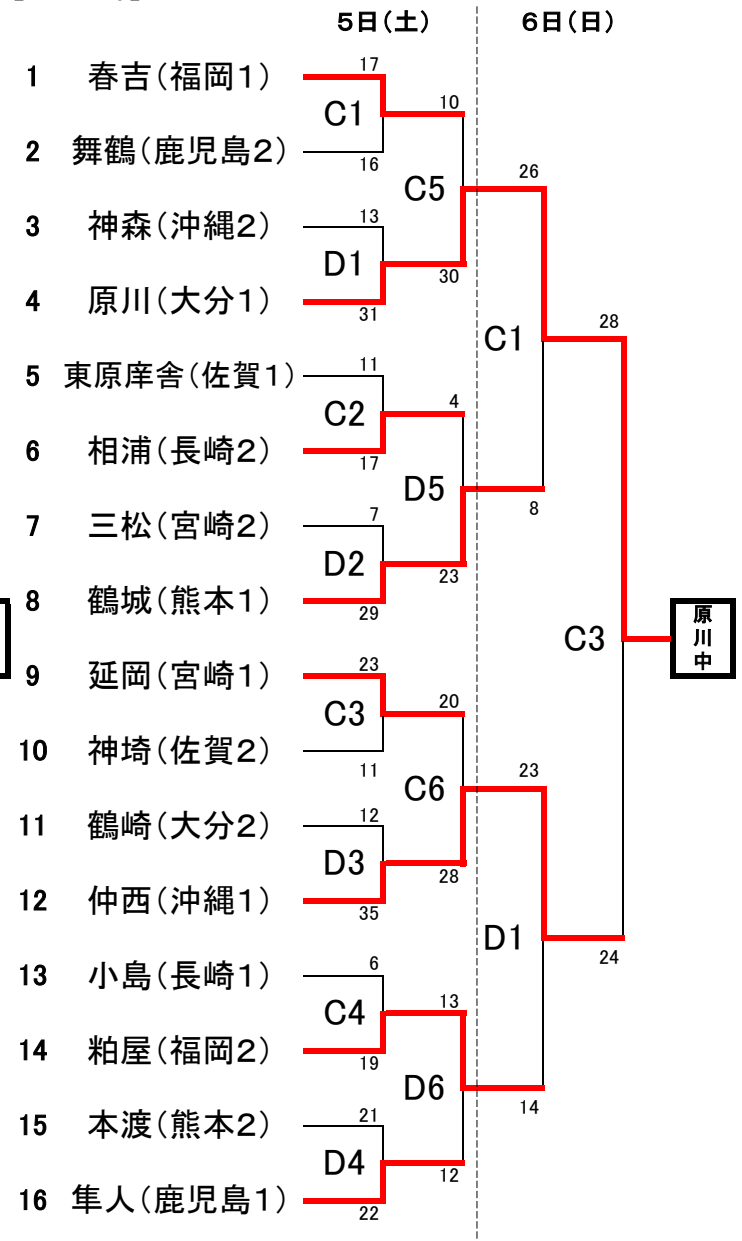 5日（土）
6日（日）
1 春吉（福岡1）
17
C1
10
2 舞鶴（鹿児島2）
16
C5
26
3 神森（沖縄2）
13
D1
30
4 原川（大分1）
31
C1
28
5 東原庠舎（佐賀1）
11
C2
4
6 相浦（長崎2）
17
D5
8
7 三松（宮崎2）
7
D2
23
8 鶴城（熊本1）
29
C3
原川中
9 延岡（宮崎1）
23
C3
20
10 神埼（佐賀2）
11
C6
23
11 鶴崎（大分2）
12
D3
28
12 仲西（沖縄1）
35
D1
24
13 小島（長崎1）
6
C4
13
14 粕屋（福岡2）
19
D6
14
15 本渡（熊本2）
21
D4
12
16 隼人（鹿児島1）
22